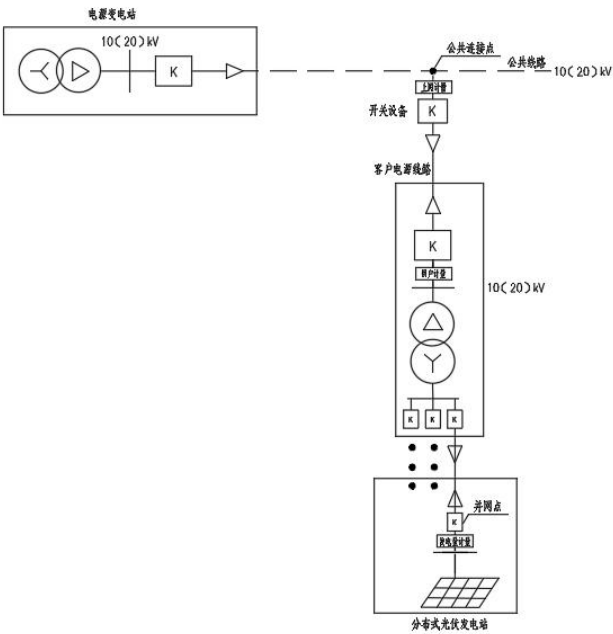 电源变电站
10(20)kV
K
公共连接点
公共线路
10(20)kV
上网计量
开关设备
K
客户电源线路
K
用户计量
10(20)kV
K
K
K
并网点
K
发电量计量
分布式光伏发电站